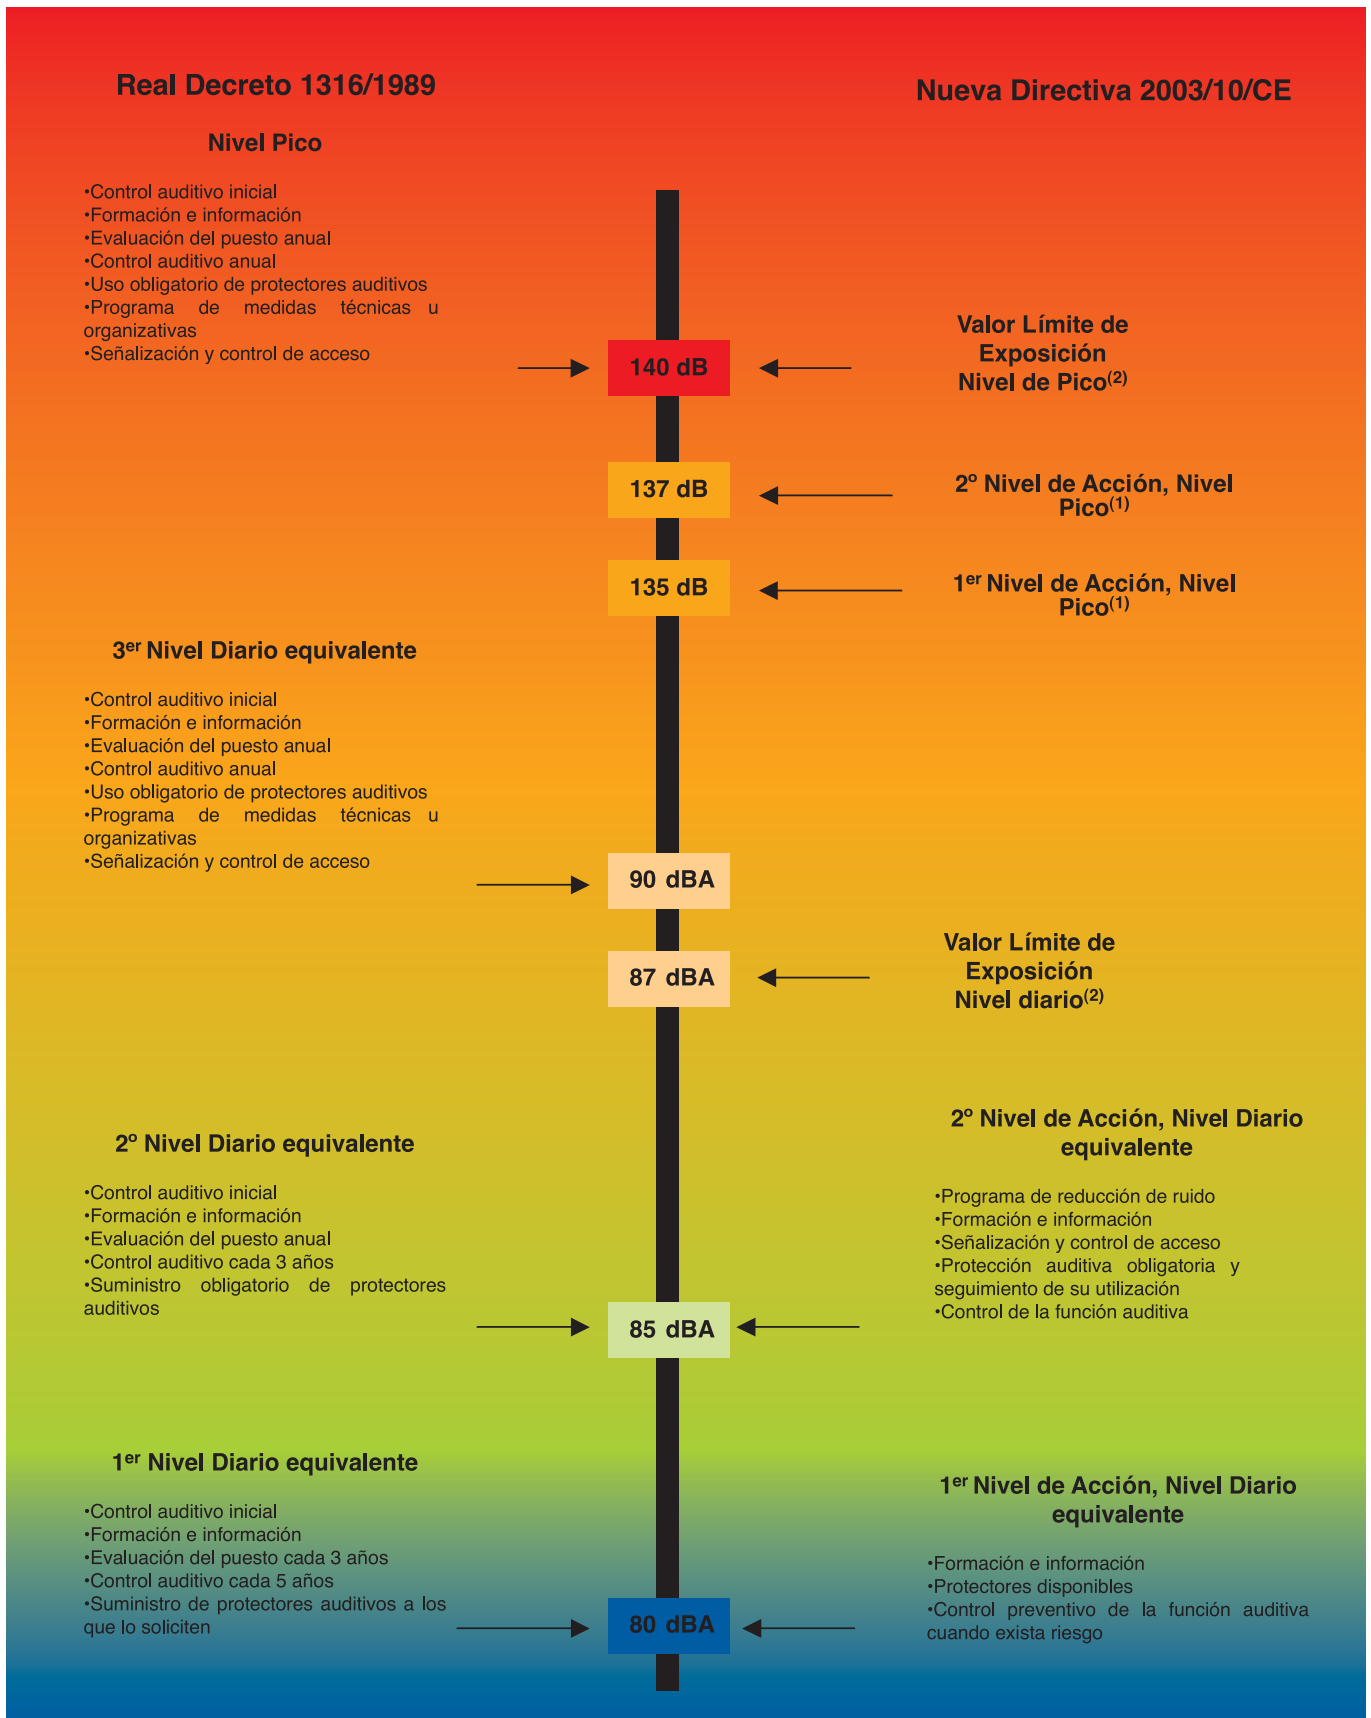 Real Decreto 1316/1989
Nivel Pico
•Control auditivo inicial
•Formación e información
•Evaluación del puesto anual
•Control auditivo anual
•Uso obligatorio de protectores auditivos
•Programa de medidas técnicas u
organizativas
•Señalización y control de acceso
3er Nivel Diario equivalente
•Control auditivo inicial
•Formación e información
•Evaluación del puesto anual
•Control auditivo anual
•Uso obligatorio de protectores auditivos
•Programa de medidas técnicas u
organizativas
•Señalización y control de acceso
2º Nivel Diario equivalente
•Control auditivo inicial
•Formación e información
•Evaluación del puesto anual
•Control auditivo cada 3 años
•Suministro obligatorio de protectores
auditivos
1er Nivel Diario equivalente
•Control auditivo inicial
•Formación e información
•Evaluación del puesto cada 3 años
•Control auditivo cada 5 años
•Suministro de protectores auditivos a los
que lo soliciten
140 dB
137 dB
135 dB
90 dBA
87 dBA
85 dBA
80 dBA
Nueva Directiva 2003/10/CE
Valor Límite de
Exposición
Nivel de Pico(2)
2º Nivel de Acción, Nivel
Pico(1)
1er Nivel de Acción, Nivel
Pico(1)
Valor Límite de
Exposición
Nivel diario(2)
2º Nivel de Acción, Nivel Diario
equivalente
•Programa de reducción de ruido
•Formación e información
•Señalización y control de acceso
•Protección auditiva obligatoria y
seguimiento de su utilización
•Control de la función auditiva
1er Nivel de Acción, Nivel Diario
equivalente
•Formación e información
•Protectores disponibles
•Control preventivo de la función auditiva
cuando exista riesgo